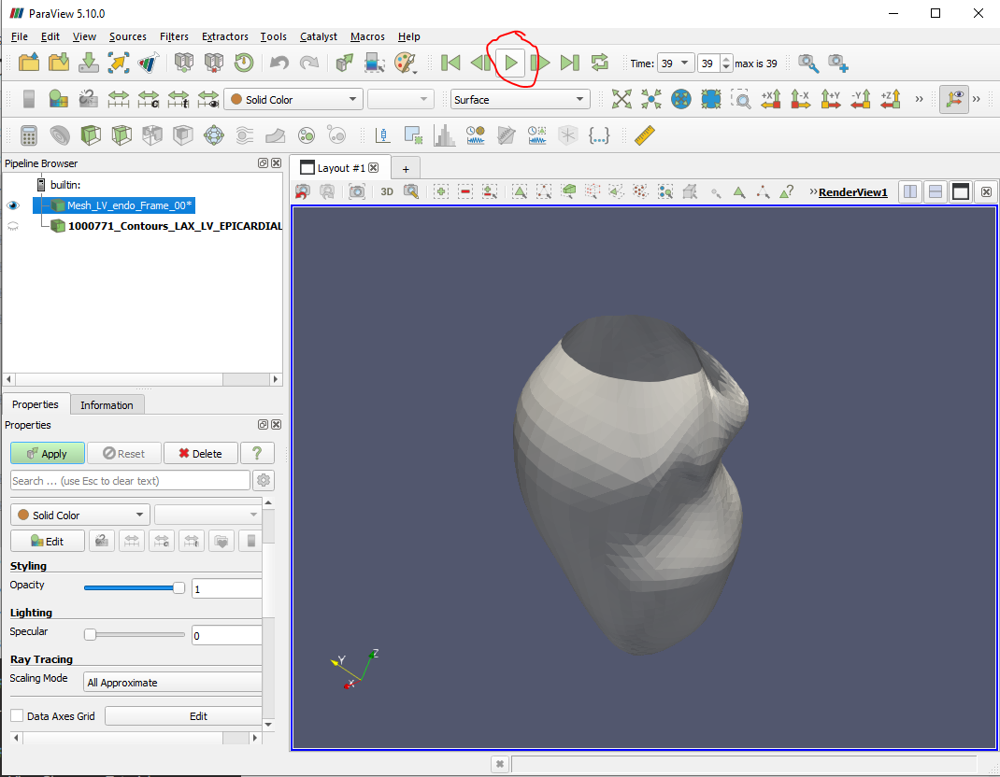 ParaView 5.10.0
File Edit View Sources Filters Extractors Tools Catalyst Macros Help
Time: 39 39 max is 39
Solid Color Surface +X -X +Y -Y +Z
Pipeline Browser
Layout #1 +
builtin:
3D RenderView1
Mesh_LV_endo_Frame_00*
1000771_Contours_LAX_LV_EPICARDIAL
Properties Information
Properties
Apply Reset Delete ?
Search ... (use Esc to clear text)
Solid Color
Edit
Styling
Opacity 1
Lighting
Specular 0
Ray Tracing
Scaling Mode All Approximate
Data Axes Grid Edit
Y Z
X